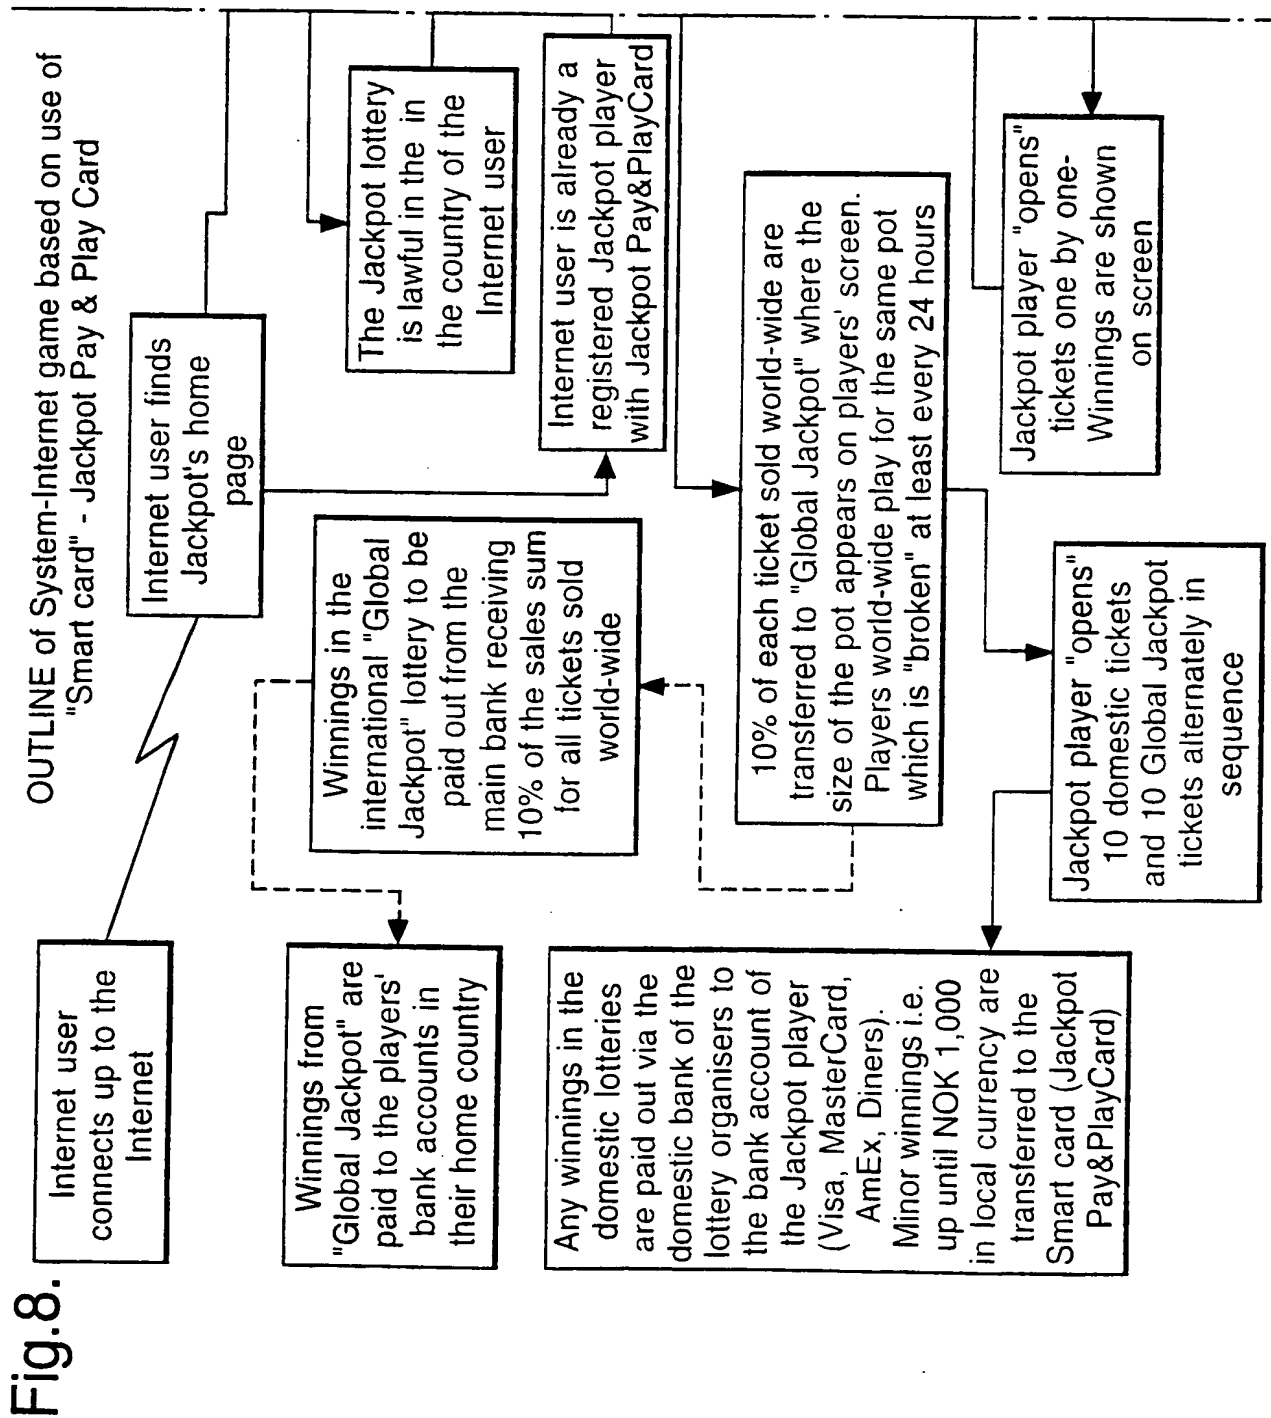 Fig.8.
OUTLINE of System-Internet game based on use of
"Smart card" - Jackpot Pay & Play Card
Internet user
connects up to the
Internet
Internet user finds
Jackpot's home
page
The Jackpot lottery
is lawful in the in
the country of the
Internet user
Winnings from
"Global Jackpot" are
paid to the players'
bank accounts in
their home country
Winnings in the
international "Global
Jackpot" lottery to be
paid out from the
main bank receiving
10% of the sales sum
for all tickets sold
world-wide
Internet user is already a
registered Jackpot player
with Jackpot Pay&PlayCard
Any winnings in the
domestic lotteries
are paid out via the
domestic bank of the
lottery organisers to
the bank account of
the Jackpot player
(Visa, MasterCard,
AmEx, Diners).
Minor winnings i.e.
up until NOK 1,000
in local currency are
transferred to the
Smart card (Jackpot
Pay&PlayCard)
10% of each ticket sold world-wide are
transferred to "Global Jackpot" where the
size of the pot appears on players' screen.
Players world-wide play for the same pot
which is "broken" at least every 24 hours
Jackpot player "opens"
10 domestic tickets
and 10 Global Jackpot
tickets alternately in
sequence
Jackpot player "opens"
tickets one by one-
Winnings are shown
on screen